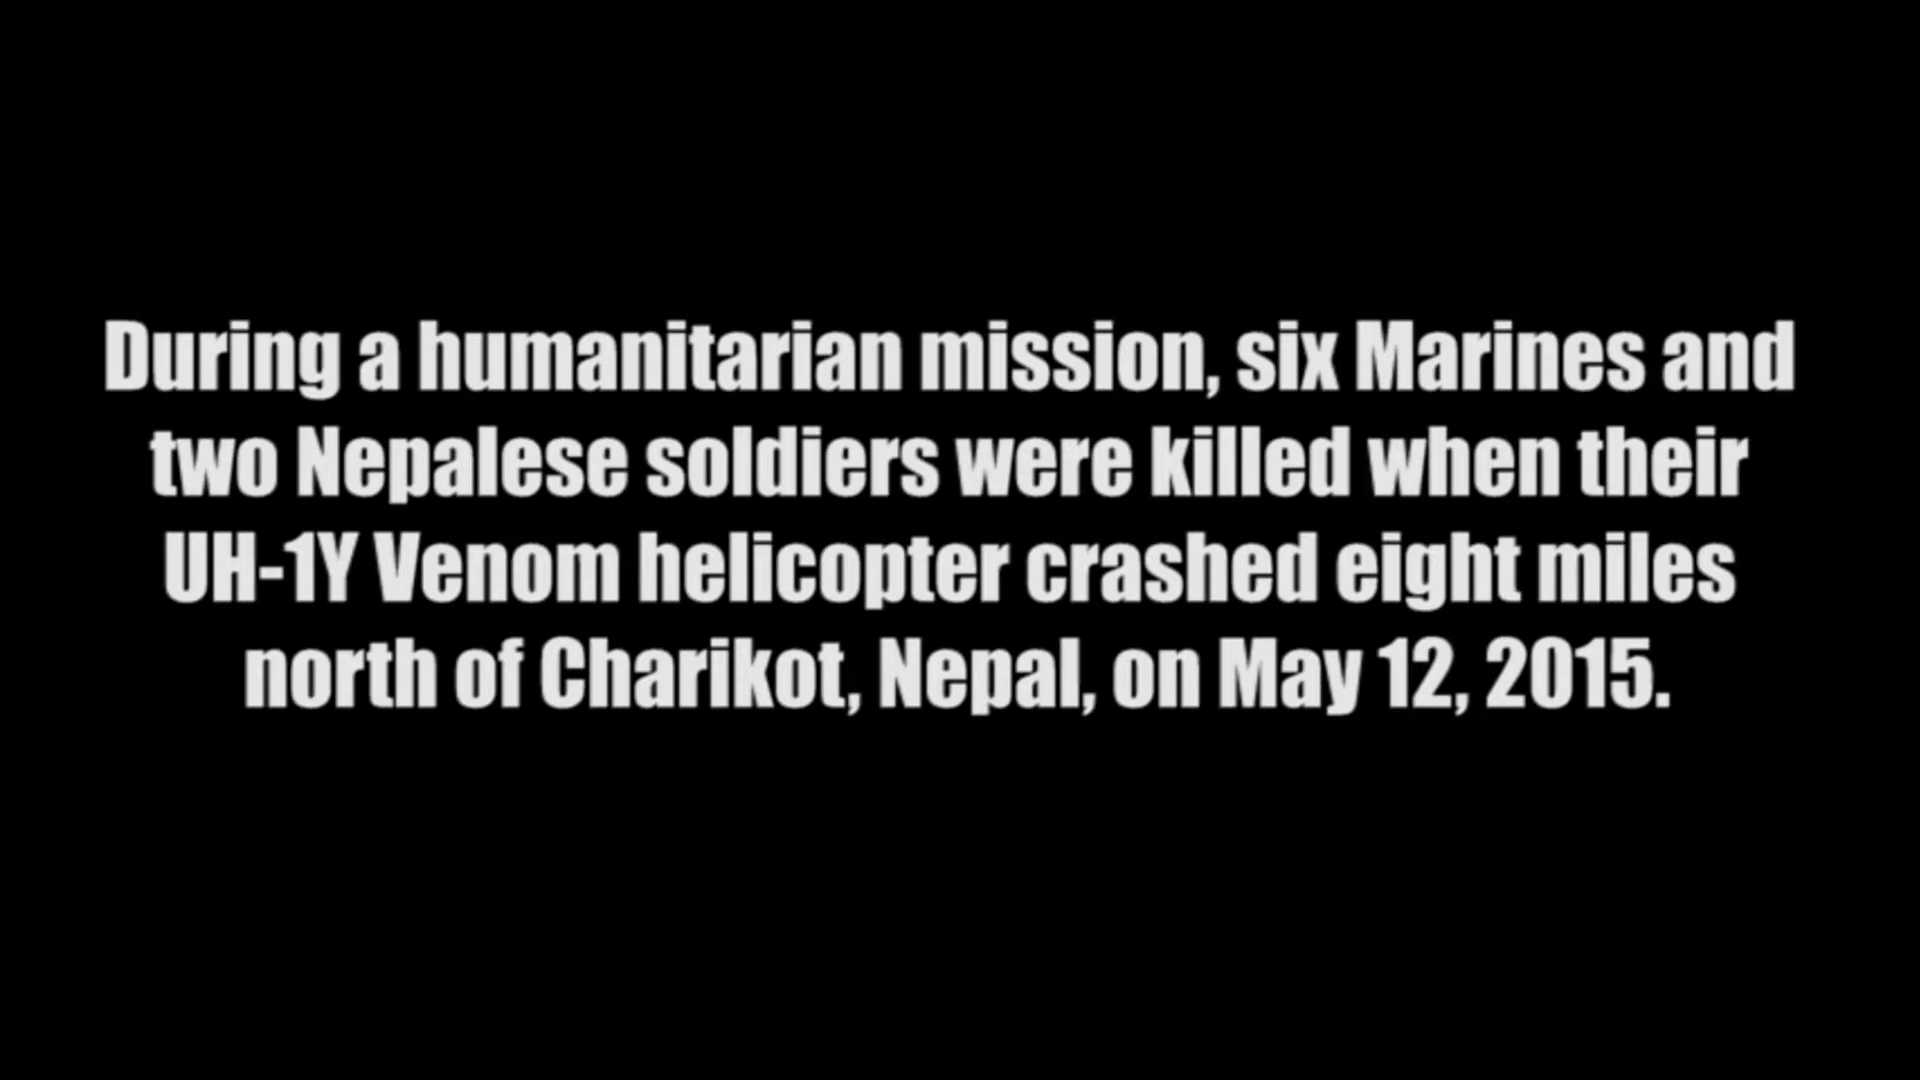 During a humanitarian mission, six Marines and
two Nepalese soldiers were killed when their
UH-1Y Venom helicopter crashed eight miles
north of Charikot, Nepal, on May 12, 2015.